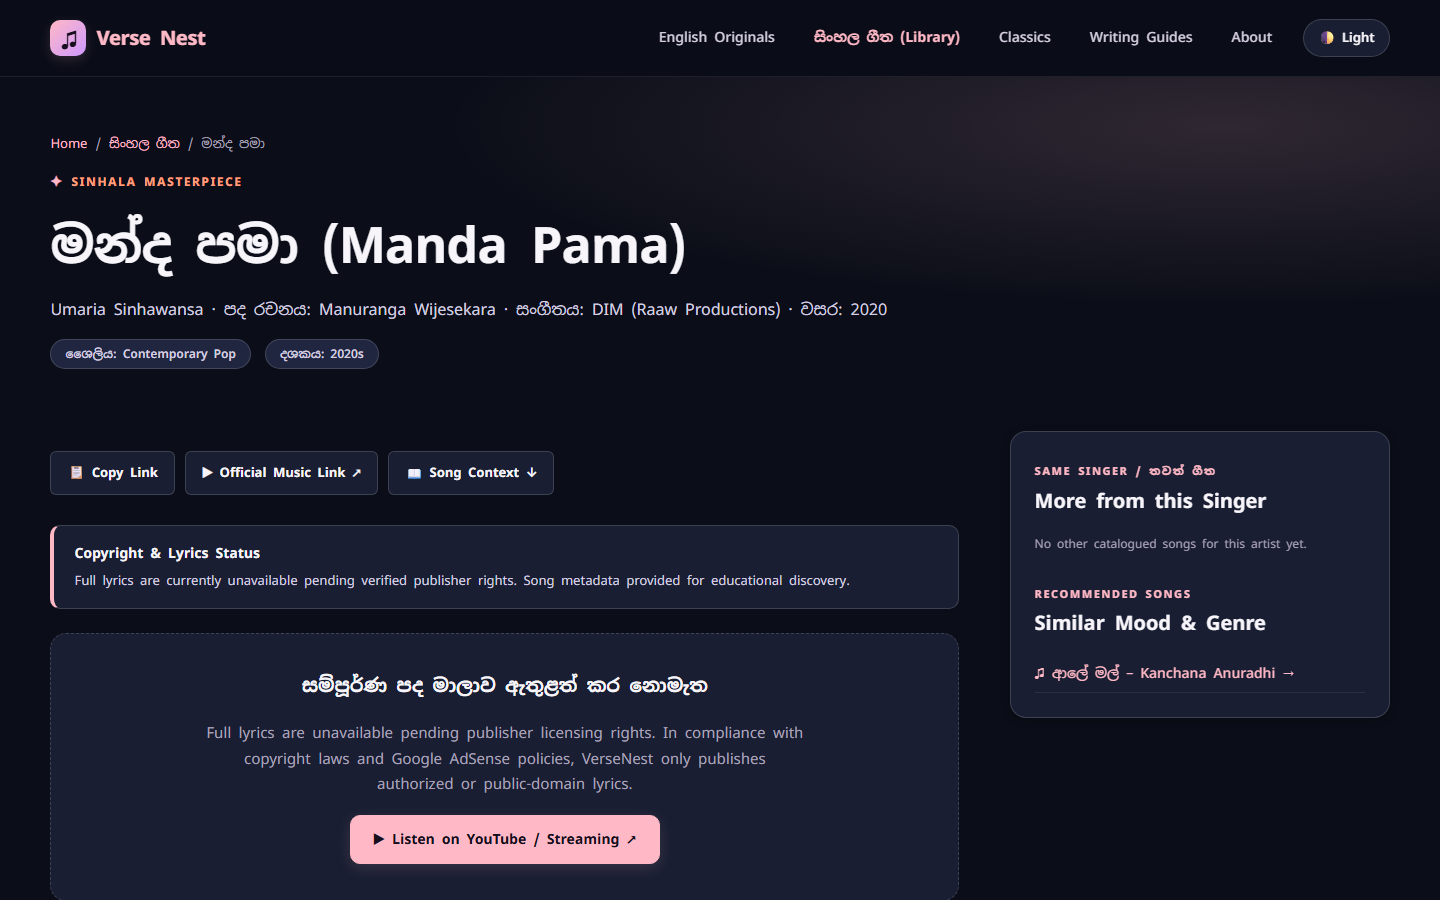 Verse Nest
English Originals
සිංහල ගීත (Library)
Classics
Writing Guides
About
Light
Home / සිංහල ගීත / මන්ද පමා
SINHALA MASTERPIECE
මන්ද පමා (Manda Pama)
Umaria Sinhawansa · පද රචනය: Manuranga Wijesekara · සංගීතය: DIM (Raaw Productions) · වසර: 2020
ශෛලිය: Contemporary Pop
දශකය: 2020s
Copy Link
Official Music Link ↗
Song Context ↓
Copyright & Lyrics Status
Full lyrics are currently unavailable pending verified publisher rights. Song metadata provided for educational discovery.
සම්පූර්ණ පද මාලාව ඇතුළත් කර නොමැත
Full lyrics are unavailable pending publisher licensing rights. In compliance with
copyright laws and Google AdSense policies, VerseNest only publishes
authorized or public-domain lyrics.
▶ Listen on YouTube / Streaming ↗
SAME SINGER / තවත් ගීත
More from this Singer
No other catalogued songs for this artist yet.
RECOMMENDED SONGS
Similar Mood & Genre
♫ ආලේ මල් – Kanchana Anuradhi →